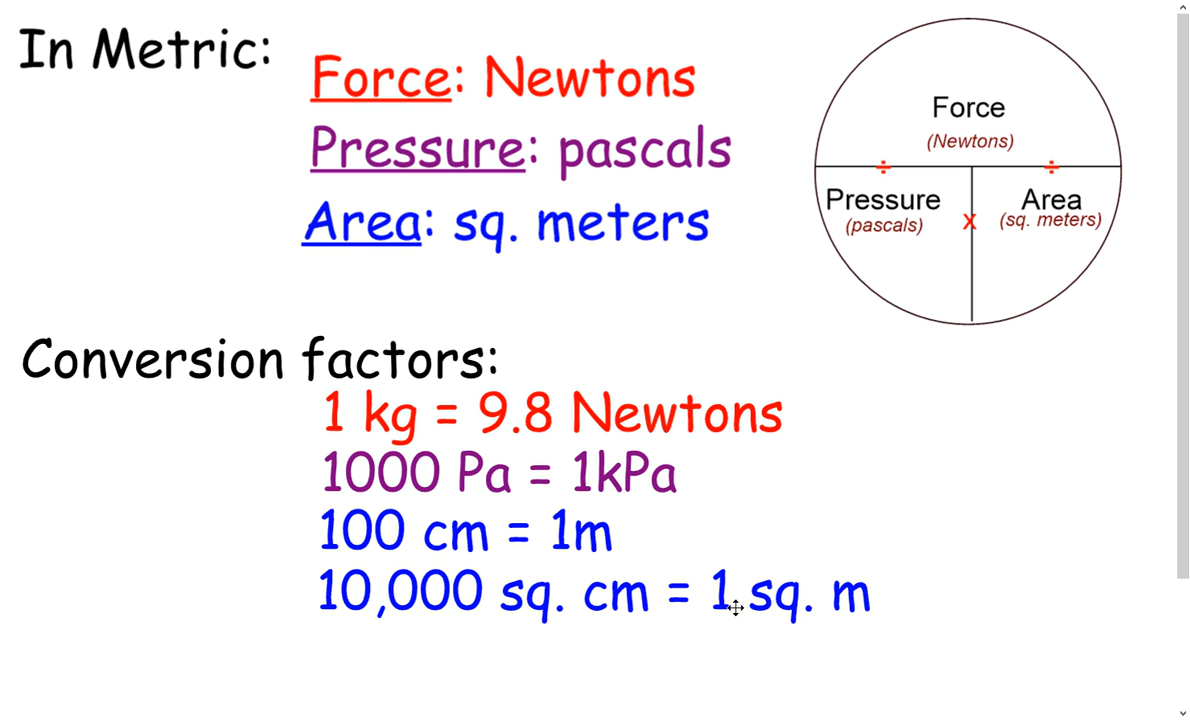 In Metric:
Force: Newtons
Pressure: pascals
Area: sq. meters
Force
(Newtons)
÷ ÷
Pressure x Area
(pascals) (sq. meters)
Conversion factors:
1 kg = 9.8 Newtons
1000 Pa = 1kPa
100 cm = 1m
10,000 sq. cm = 1 sq. m